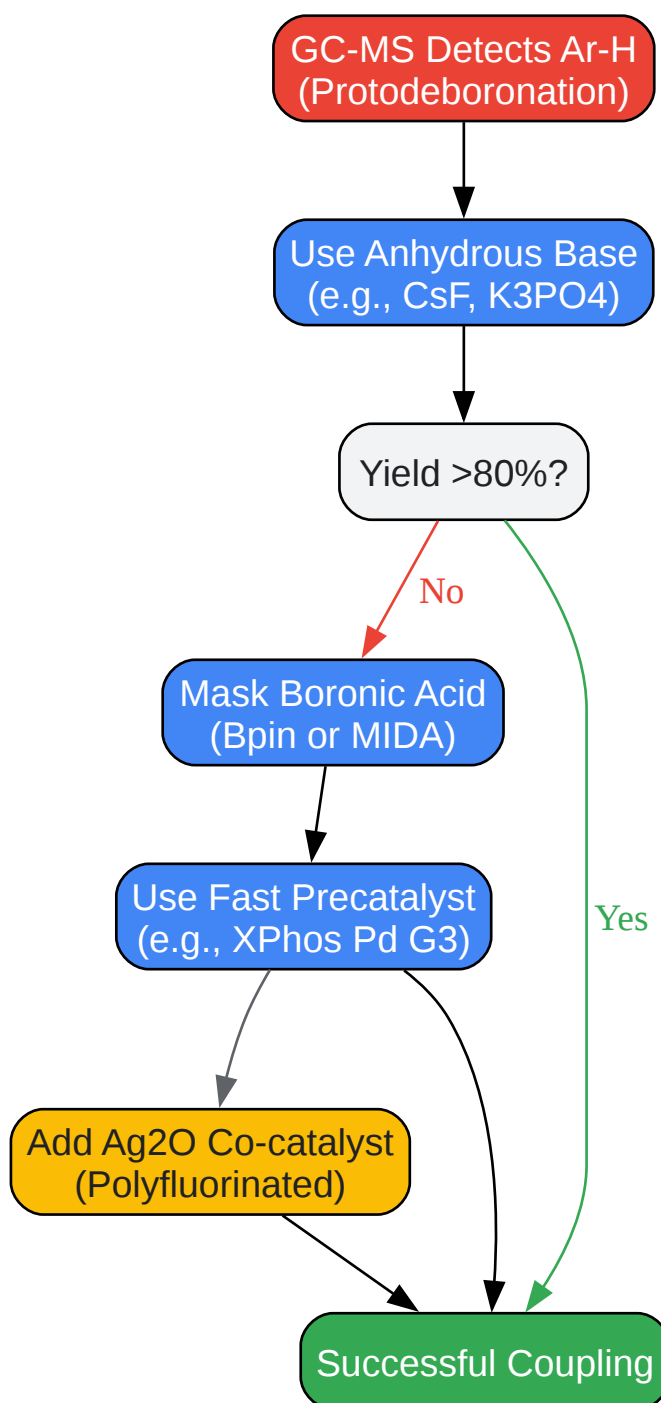 GC-MS Detects Ar-H
(Protodeboronation)
Use Anhydrous Base
(e.g., CsF, K3PO4)
Yield >80%?
No
Mask Boronic Acid
(Bpin or MIDA)
Use Fast Precatalyst
(e.g., XPhos Pd G3)
Yes
Add Ag2O Co-catalyst
(Polyfluorinated)
Successful Coupling